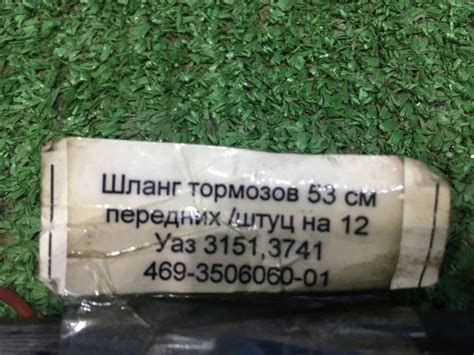 Шланг тормозов 53 см
передних /штуц на 12
Уаз 3151,3741
469-3506060-01